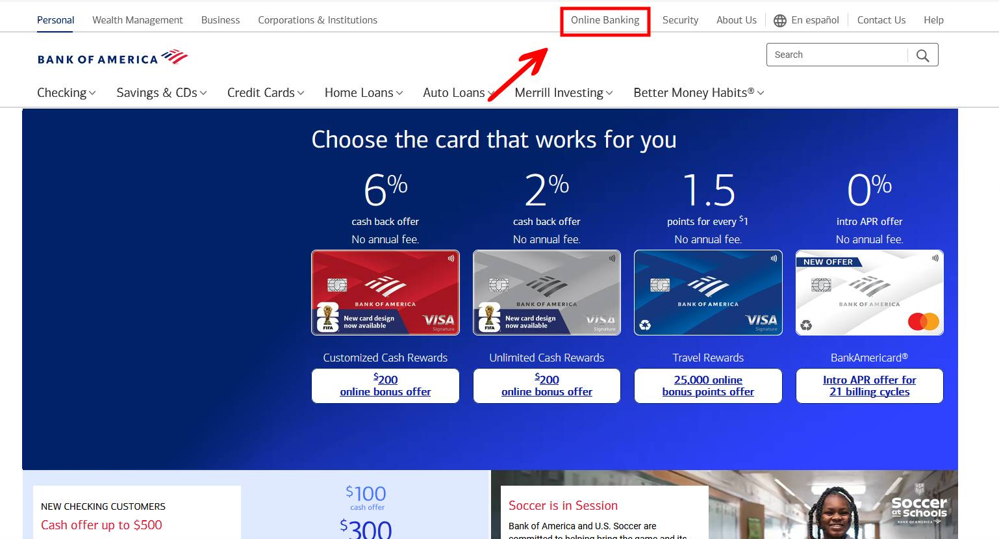 Personal Wealth Management Business Corporations & Institutions Online Banking Security About Us En español Contact Us Help
BANK OF AMERICA Search
Checking Savings & CDs Credit Cards Home Loans Auto Loans Merrill Investing Better Money Habits®
Choose the card that works for you
6% 2% 1.5 0%
cash back offer cash back offer points for every $1 intro APR offer
No annual fee. No annual fee. No annual fee. No annual fee.
NEW OFFER
BANK OF AMERICA BANK OF AMERICA BANK OF AMERICA BANK OF AMERICA
New card design New card design
now available now available
VISA VISA VISA
FIFA Signature FIFA Signature Signature
Customized Cash Rewards Unlimited Cash Rewards Travel Rewards BankAmericard®
$200 $200 25,000 online Intro APR offer for
online bonus offer online bonus offer bonus points offer 21 billing cycles
NEW CHECKING CUSTOMERS
Cash offer up to $500
$100
cash offer
$300
Soccer is in Session
Bank of America and U.S. Soccer are
committed to helping bring the game and its
Soccer
at Schools
BANK OF AMERICA